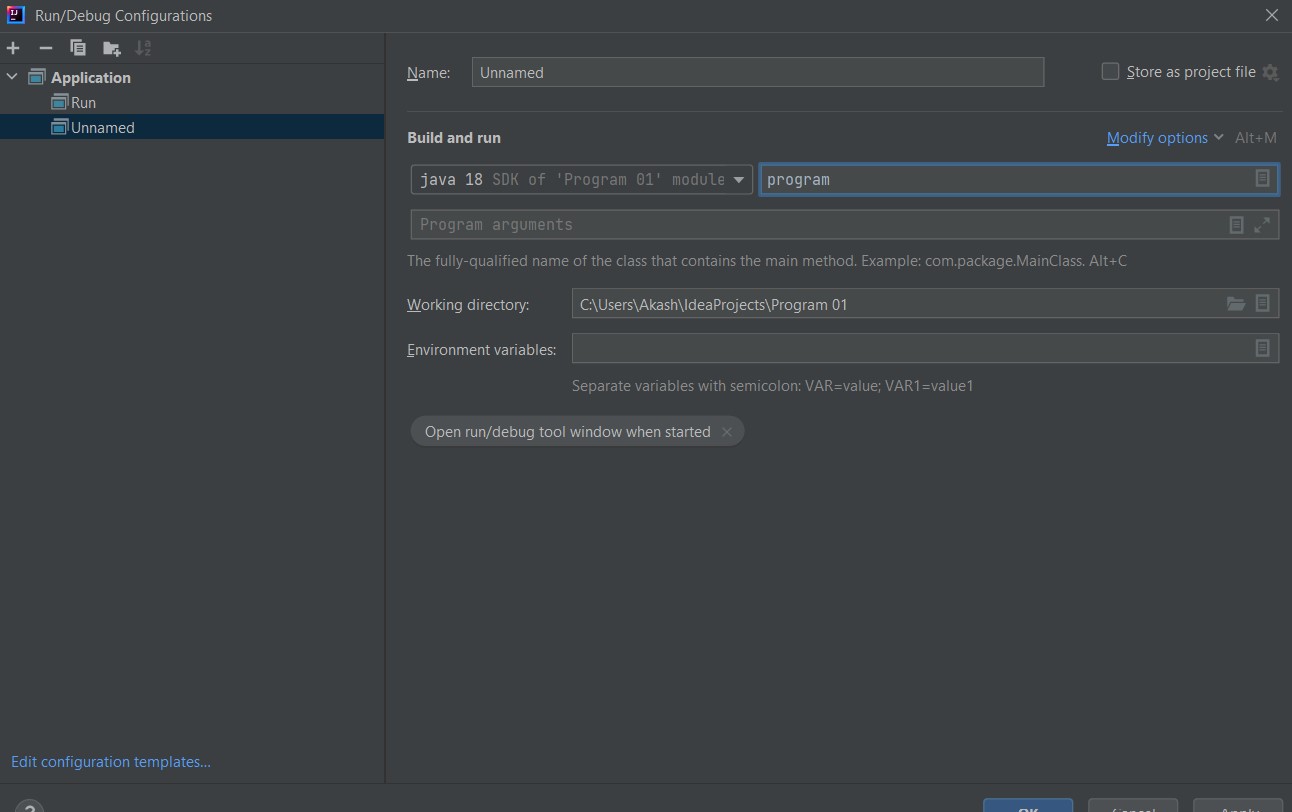 Run/Debug Configurations
Application
Run
Unnamed
Name: Unnamed Store as project file
Build and run Modify options Alt+M
java 18 SDK of 'Program 01' module program
Program arguments
The fully-qualified name of the class that contains the main method. Example: com.package.MainClass. Alt+C
Working directory: C:\Users\Akash\IdeaProjects\Program 01
Environment variables:
Separate variables with semicolon: VAR=value; VAR1=value1
Open run/debug tool window when started
Edit configuration templates...
? OK Cancel Apply